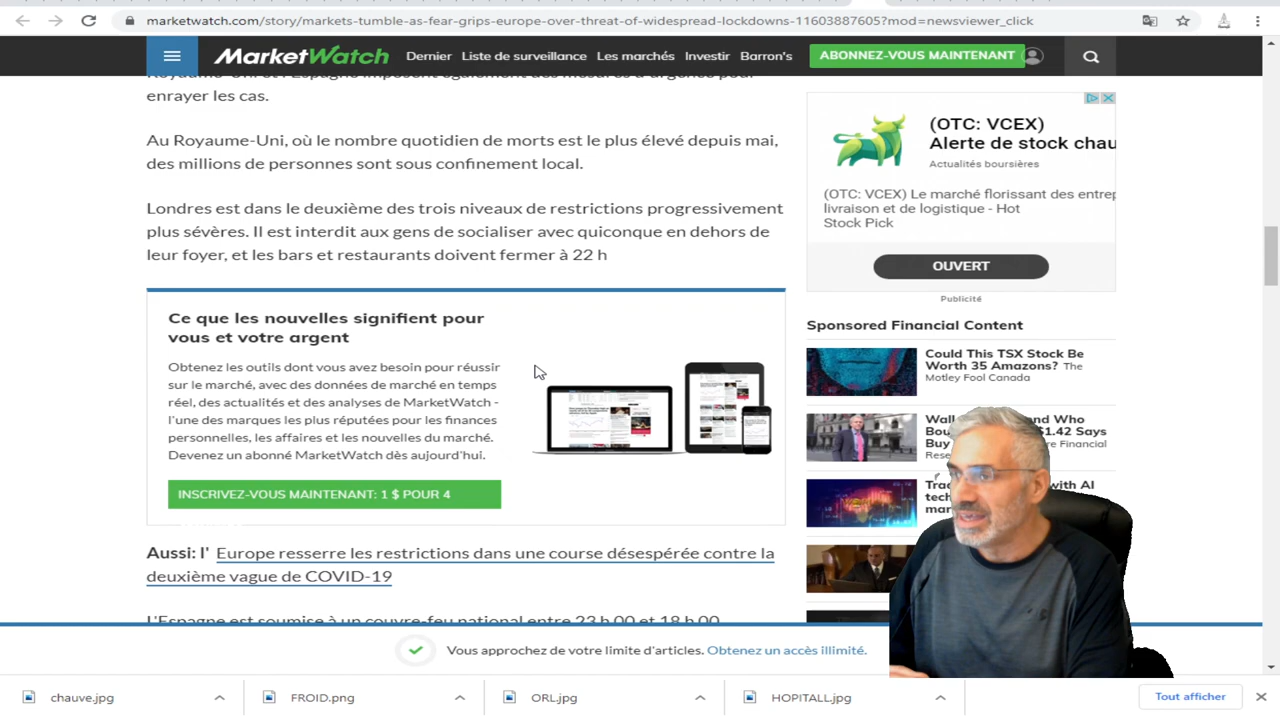 marketwatch.com/story/markets-tumble-as-fear-grips-europe-over-threat-of-widespread-lockdowns-11603887605?mod=newsviewer_click
MarketWatch Dernier Liste de surveillance Les marchés Investir Barron's ABONNEZ-VOUS MAINTENANT
Royaume-Uni et l'Espagne imposent également des mesures d'urgence pour
enrayer les cas.
Au Royaume-Uni, où le nombre quotidien de morts est le plus élevé depuis mai,
des millions de personnes sont sous confinement local.
Londres est dans le deuxième des trois niveaux de restrictions progressivement
plus sévères. Il est interdit aux gens de socialiser avec quiconque en dehors de
leur foyer, et les bars et restaurants doivent fermer à 22 h
Ce que les nouvelles signifient pour
vous et votre argent
Obtenez les outils dont vous avez besoin pour réussir
sur le marché, avec des données de marché en temps
réel, des actualités et des analyses de MarketWatch -
l'une des marques les plus réputées pour les finances
personnelles, les affaires et les nouvelles du marché.
Devenez un abonné MarketWatch dès aujourd'hui.
INSCRIVEZ-VOUS MAINTENANT: 1 $ POUR 4
Aussi: l' Europe resserre les restrictions dans une course désespérée contre la
deuxième vague de COVID-19
L'Espagne est soumise à un couvre-feu national entre 23 h 00 et 18 h 00
(OTC: VCEX)
Alerte de stock chau
Actualités boursières
(OTC: VCEX) Le marché florissant des entrep
livraison et de logistique - Hot
Stock Pick
OUVERT
Publicité
Sponsored Financial Content
Could This TSX Stock Be
Worth 35 Amazons? The
Motley Fool Canada
Wall end Who
Bou $1.42 Says
Buy re Financial
Rese
Trad with AI
tech
mar
Vous approchez de votre limite d'articles. Obtenez un accès illimité.
chauve.jpg FROID.png ORL.jpg HOPITALL.jpg Tout afficher